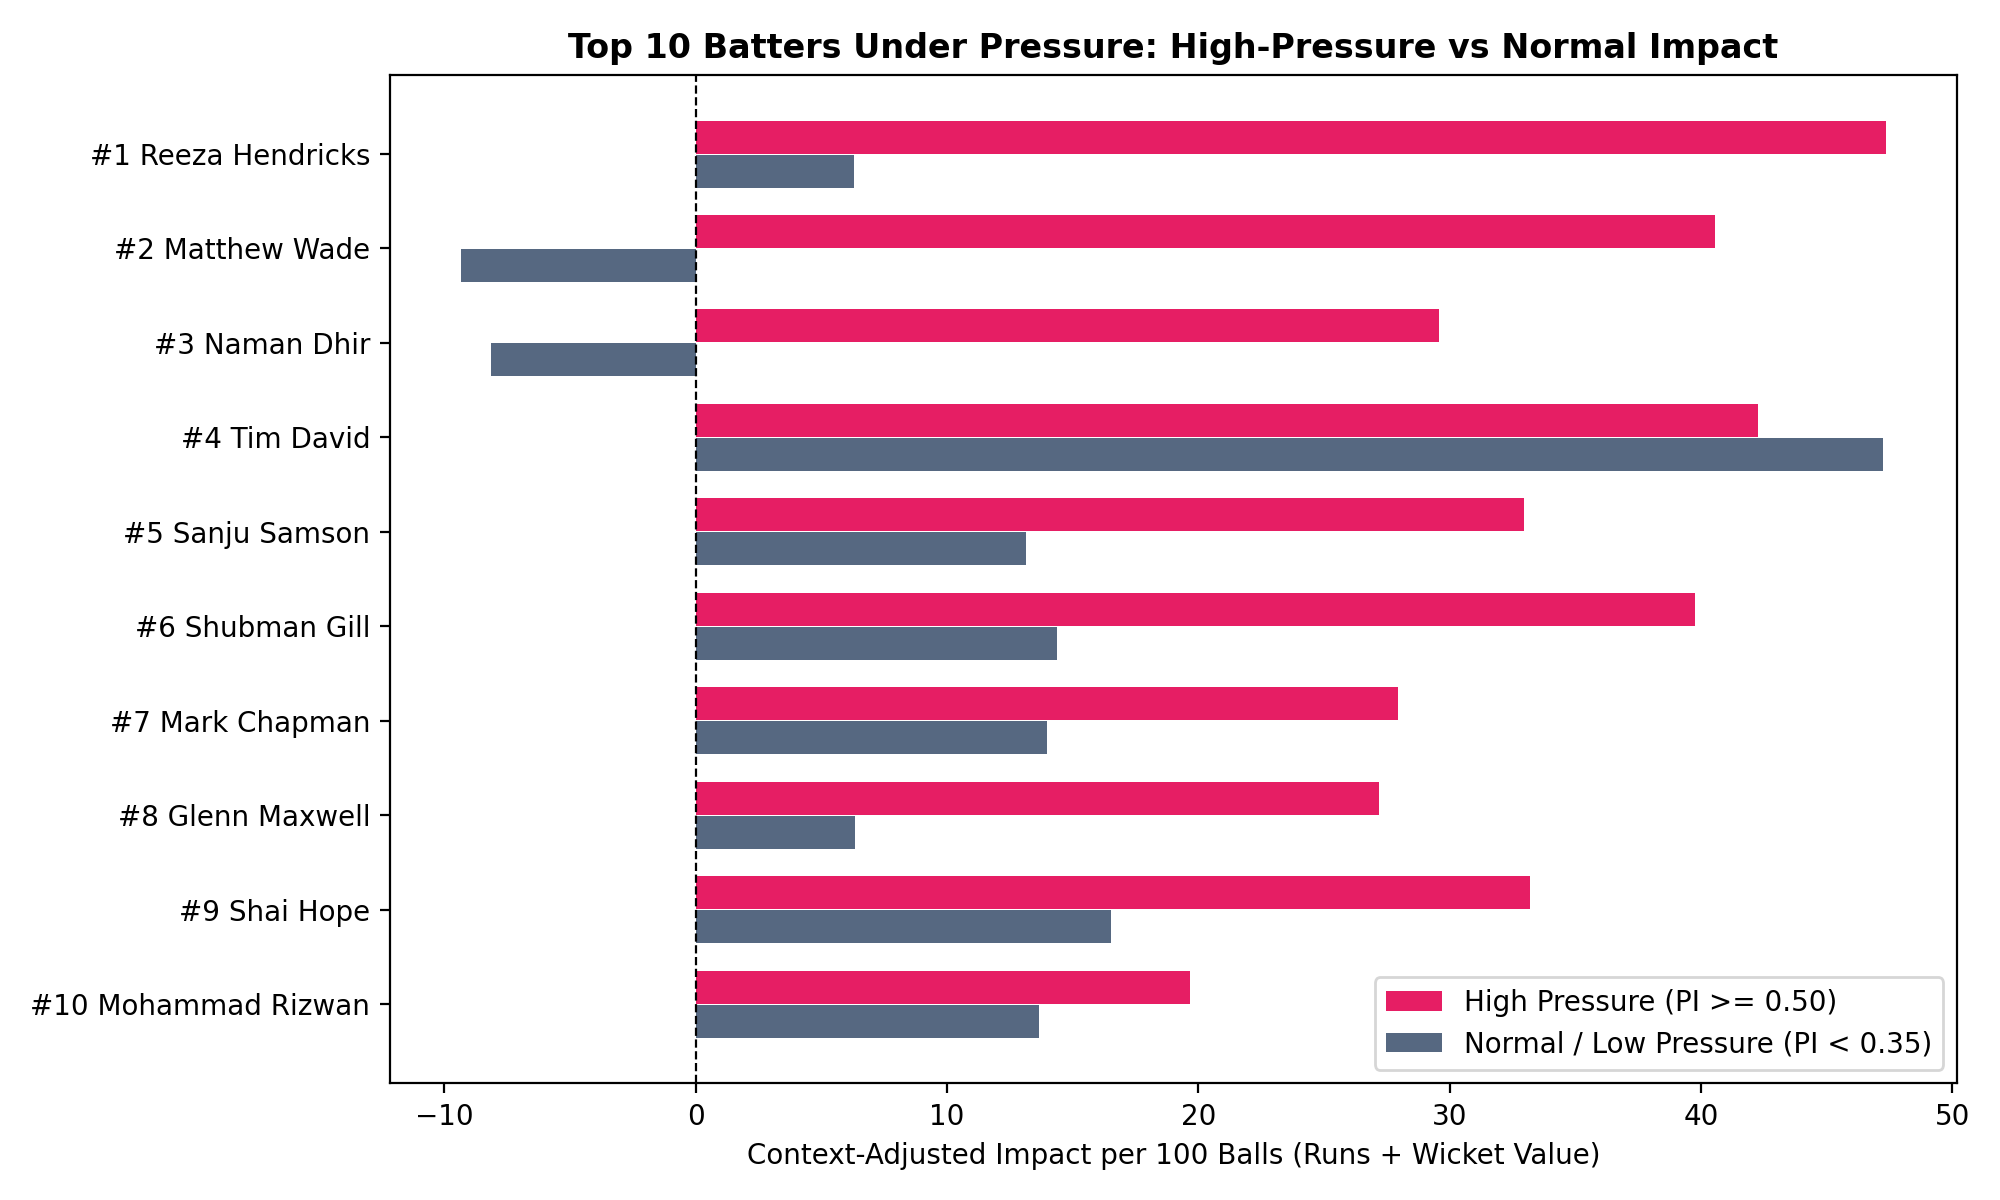 Top 10 Batters Under Pressure: High-Pressure vs Normal Impact
#1 Reeza Hendricks
#2 Matthew Wade
#3 Naman Dhir
#4 Tim David
#5 Sanju Samson
#6 Shubman Gill
#7 Mark Chapman
#8 Glenn Maxwell
#9 Shai Hope
#10 Mohammad Rizwan
High Pressure (PI >= 0.50)
Normal / Low Pressure (PI < 0.35)
−10 0 10 20 30 40 50
Context-Adjusted Impact per 100 Balls (Runs + Wicket Value)